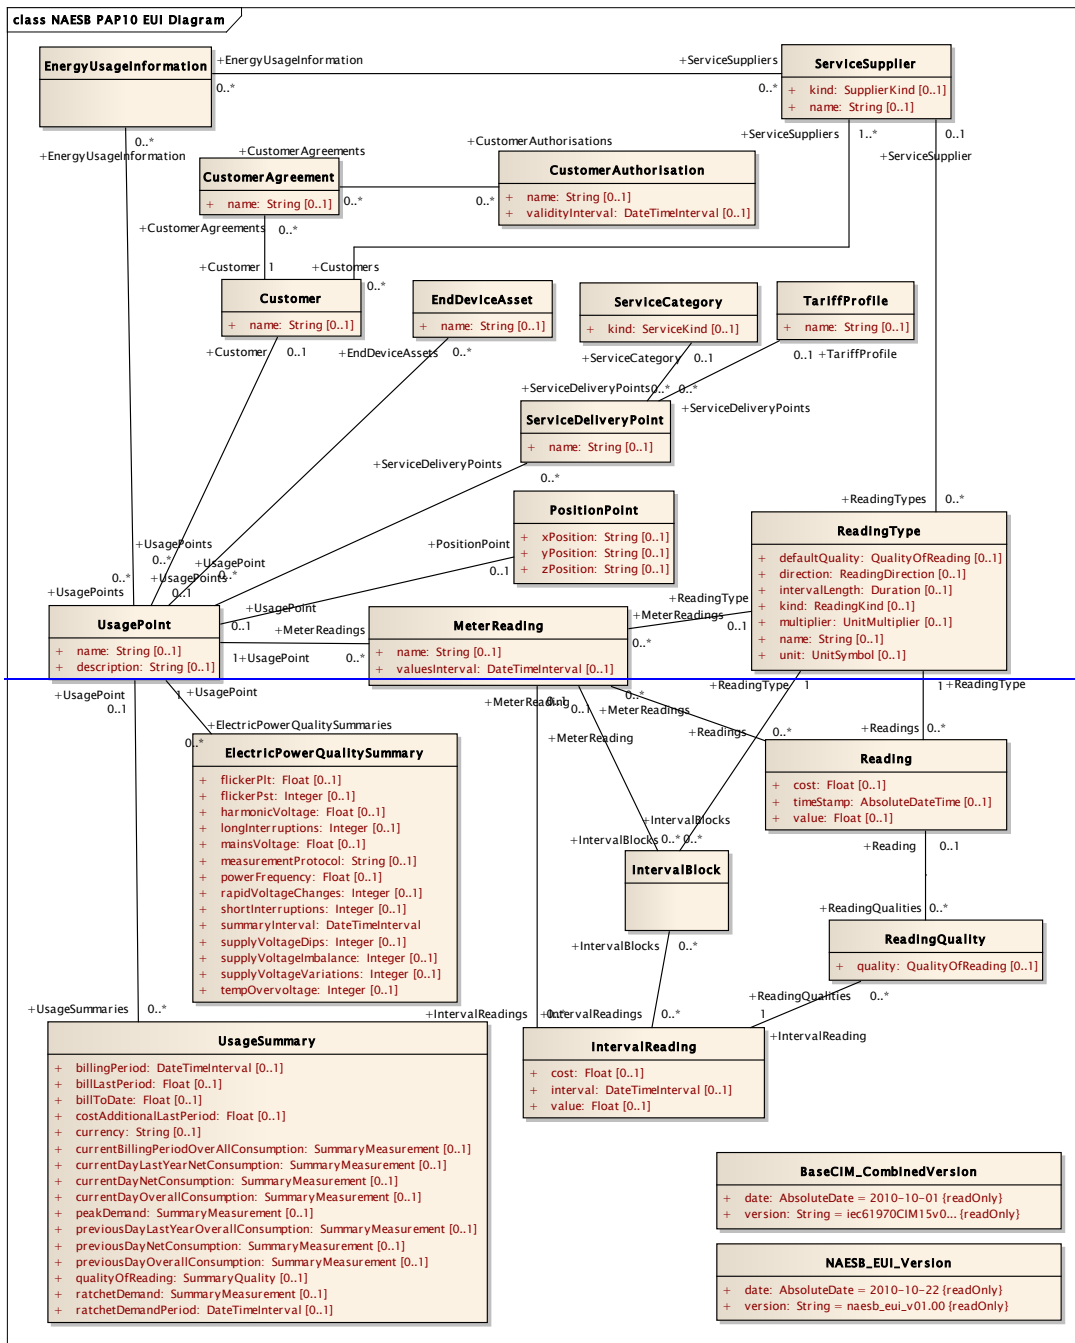 class NAESB PAP10 EUI Diagram
EnergyUsageInformation
+EnergyUsageInformation
0..*
+ServiceSuppliers
0..*
ServiceSupplier
+ kind: SupplierKind [0..1]
+ name: String [0..1]
0..*
+EnergyUsageInformation
+ServiceSuppliers
1..*
0..1
+ServiceSupplier
+CustomerAgreements
+CustomerAuthorisations
CustomerAgreement
+ name: String [0..1]
0..*
0..*
CustomerAuthorisation
+ name: String [0..1]
+ validityInterval: DateTimeInterval [0..1]
+CustomerAgreements
0..*
+Customer
1
+Customers
0..*
Customer
+ name: String [0..1]
EndDeviceAsset
+ name: String [0..1]
ServiceCategory
+ kind: ServiceKind [0..1]
TariffProfile
+ name: String [0..1]
+Customer
0..1
+EndDeviceAssets
0..*
+ServiceCategory
0..1
0..1
+TariffProfile
+ServiceDeliveryPoints
0..*
0..*
+ServiceDeliveryPoints
ServiceDeliveryPoint
+ name: String [0..1]
+ServiceDeliveryPoints
0..*
PositionPoint
+ xPosition: String [0..1]
+ yPosition: String [0..1]
+ zPosition: String [0..1]
+PositionPoint
0..1
+ReadingTypes
0..*
ReadingType
+ defaultQuality: QualityOfReading [0..1]
+ direction: ReadingDirection [0..1]
+ intervalLength: Duration [0..1]
+ kind: ReadingKind [0..1]
+ multiplier: UnitMultiplier [0..1]
+ name: String [0..1]
+ unit: UnitSymbol [0..1]
+UsagePoints
0..*
+UsagePoint
0..*
+UsagePoints
0..*
+UsagePoints
0..1
+UsagePoint
0..1
UsagePoint
+ name: String [0..1]
+ description: String [0..1]
+MeterReadings
1
+UsagePoint
0..*
MeterReading
+ name: String [0..1]
+ valuesInterval: DateTimeInterval [0..1]
+ReadingType
0..1
0..*
+UsagePoint
0..1
1
+UsagePoint
+ElectricPowerQualitySummaries
0..*
+MeterReading
0..1
0..1
+MeterReading
0..*
+MeterReadings
+ReadingType
1
1
+ReadingType
+Readings
0..*
+Readings
0..*
ElectricPowerQualitySummary
+ flickerPlt: Float [0..1]
+ flickerPst: Integer [0..1]
+ harmonicVoltage: Float [0..1]
+ longInterruptions: Integer [0..1]
+ mainsVoltage: Float [0..1]
+ measurementProtocol: String [0..1]
+ powerFrequency: Float [0..1]
+ rapidVoltageChanges: Integer [0..1]
+ shortInterruptions: Integer [0..1]
+ summaryInterval: DateTimeInterval
+ supplyVoltageDips: Integer [0..1]
+ supplyVoltageImbalance: Integer [0..1]
+ supplyVoltageVariations: Integer [0..1]
+ tempOvervoltage: Integer [0..1]
Reading
+ cost: Float [0..1]
+ timeStamp: AbsoluteDateTime [0..1]
+ value: Float [0..1]
+IntervalBlocks
+IntervalBlocks
0..*
0..*
IntervalBlock
+Reading
0..1
+ReadingQualities
0..*
ReadingQuality
+ quality: QualityOfReading [0..1]
+IntervalBlocks
0..*
+ReadingQualities
0..*
+UsageSummaries
0..*
+IntervalReadings
0..*
+IntervalReadings
0..*
1
+IntervalReading
IntervalReading
+ cost: Float [0..1]
+ interval: DateTimeInterval [0..1]
+ value: Float [0..1]
UsageSummary
+ billingPeriod: DateTimeInterval [0..1]
+ billLastPeriod: Float [0..1]
+ billToDate: Float [0..1]
+ costAdditionalLastPeriod: Float [0..1]
+ currency: String [0..1]
+ currentBillingPeriodOverAllConsumption: SummaryMeasurement [0..1]
+ currentDayLastYearNetConsumption: SummaryMeasurement [0..1]
+ currentDayNetConsumption: SummaryMeasurement [0..1]
+ currentDayOverallConsumption: SummaryMeasurement [0..1]
+ peakDemand: SummaryMeasurement [0..1]
+ previousDayLastYearOverallConsumption: SummaryMeasurement [0..1]
+ previousDayNetConsumption: SummaryMeasurement [0..1]
+ previousDayOverallConsumption: SummaryMeasurement [0..1]
+ qualityOfReading: SummaryQuality [0..1]
+ ratchetDemand: SummaryMeasurement [0..1]
+ ratchetDemandPeriod: DateTimeInterval [0..1]
BaseCIM_CombinedVersion
+ date: AbsoluteDate = 2010-10-01 {readOnly}
+ version: String = iec61970CIM15v0... {readOnly}
NAESB_EUI_Version
+ date: AbsoluteDate = 2010-10-22 {readOnly}
+ version: String = naesb_eui_v01.00 {readOnly}